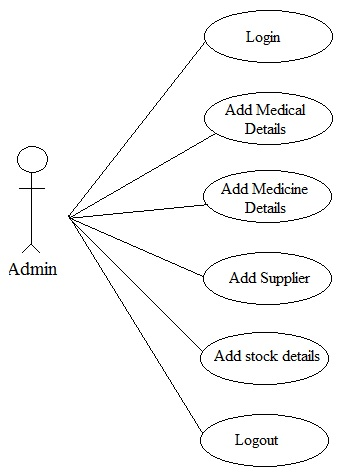 Login
Add Medical
Details
Add Medicine
Details
Admin
Add Supplier
Add stock details
Logout